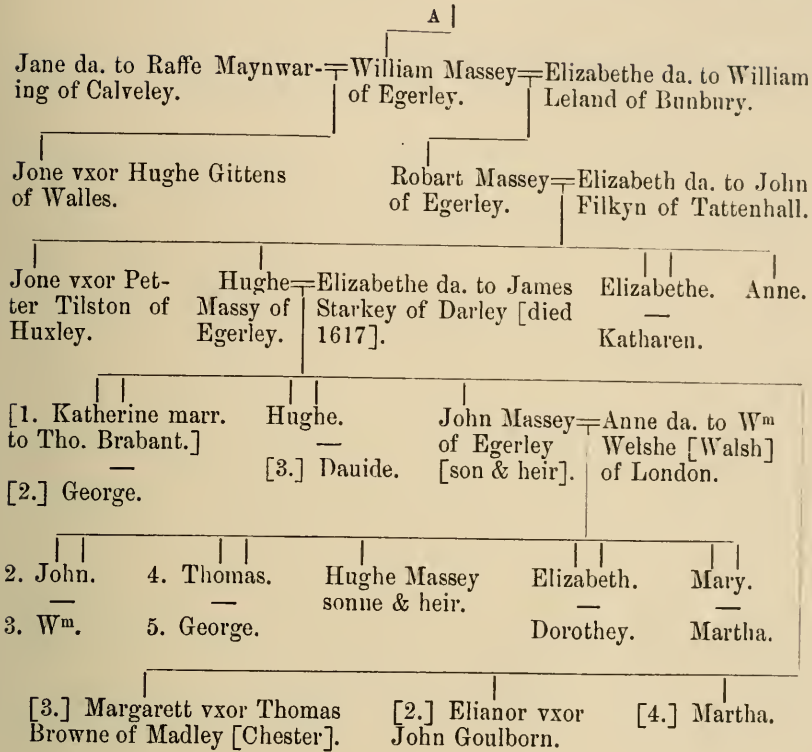 A
Jane da. to Raffe Maynwar-
ing of Calveley.
William Massey
of Egerley.
Elizabethe da. to William
Leland of Bunbury.
Jone vxor Hughe Gittens
of Walles.
Robart Massey
of Egerley.
Elizabeth da. to John
Filkyn of Tattenhall.
Jone vxor Pet-
ter Tilston of
Huxley.
Hughe
Massy of
Egerley.
Elizabethe da. to James
Starkey of Darley [died
1617].
Elizabethe.
—
Katharen.
Anne.
[1. Katherine marr.
to Tho. Brabant.]
—
[2.] George.
Hughe.
—
[3.] Dauide.
John Massey
of Egerley
[son & heir].
Anne da. to Wm
Welshe [Walsh]
of London.
2. John.
—
3. Wm.
4. Thomas.
—
5. George.
Hughe Massey
sonne & heir.
Elizabeth.
—
Dorothey.
Mary.
—
Martha.
[3.] Margarett vxor Thomas
Browne of Madley [Chester].
[2.] Elianor vxor
John Goulborn.
[4.] Martha.